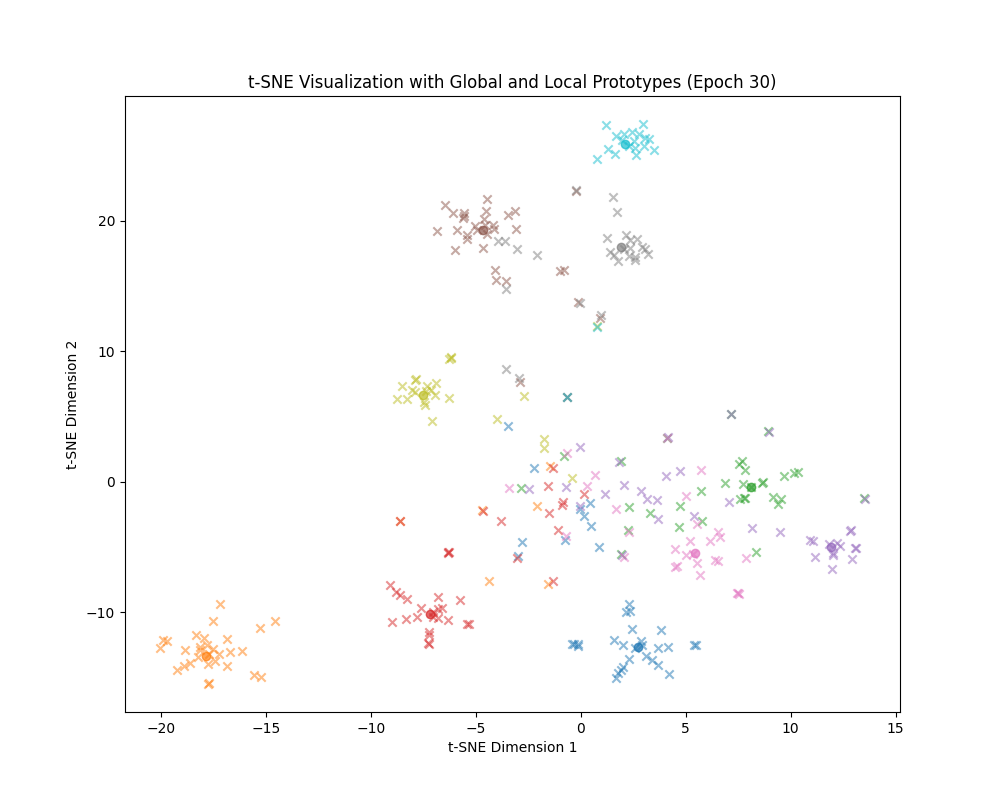 t-SNE Visualization with Global and Local Prototypes (Epoch 30)
20
10
0
−10
t-SNE Dimension 2
−20 −15 −10 −5 0 5 10 15
t-SNE Dimension 1